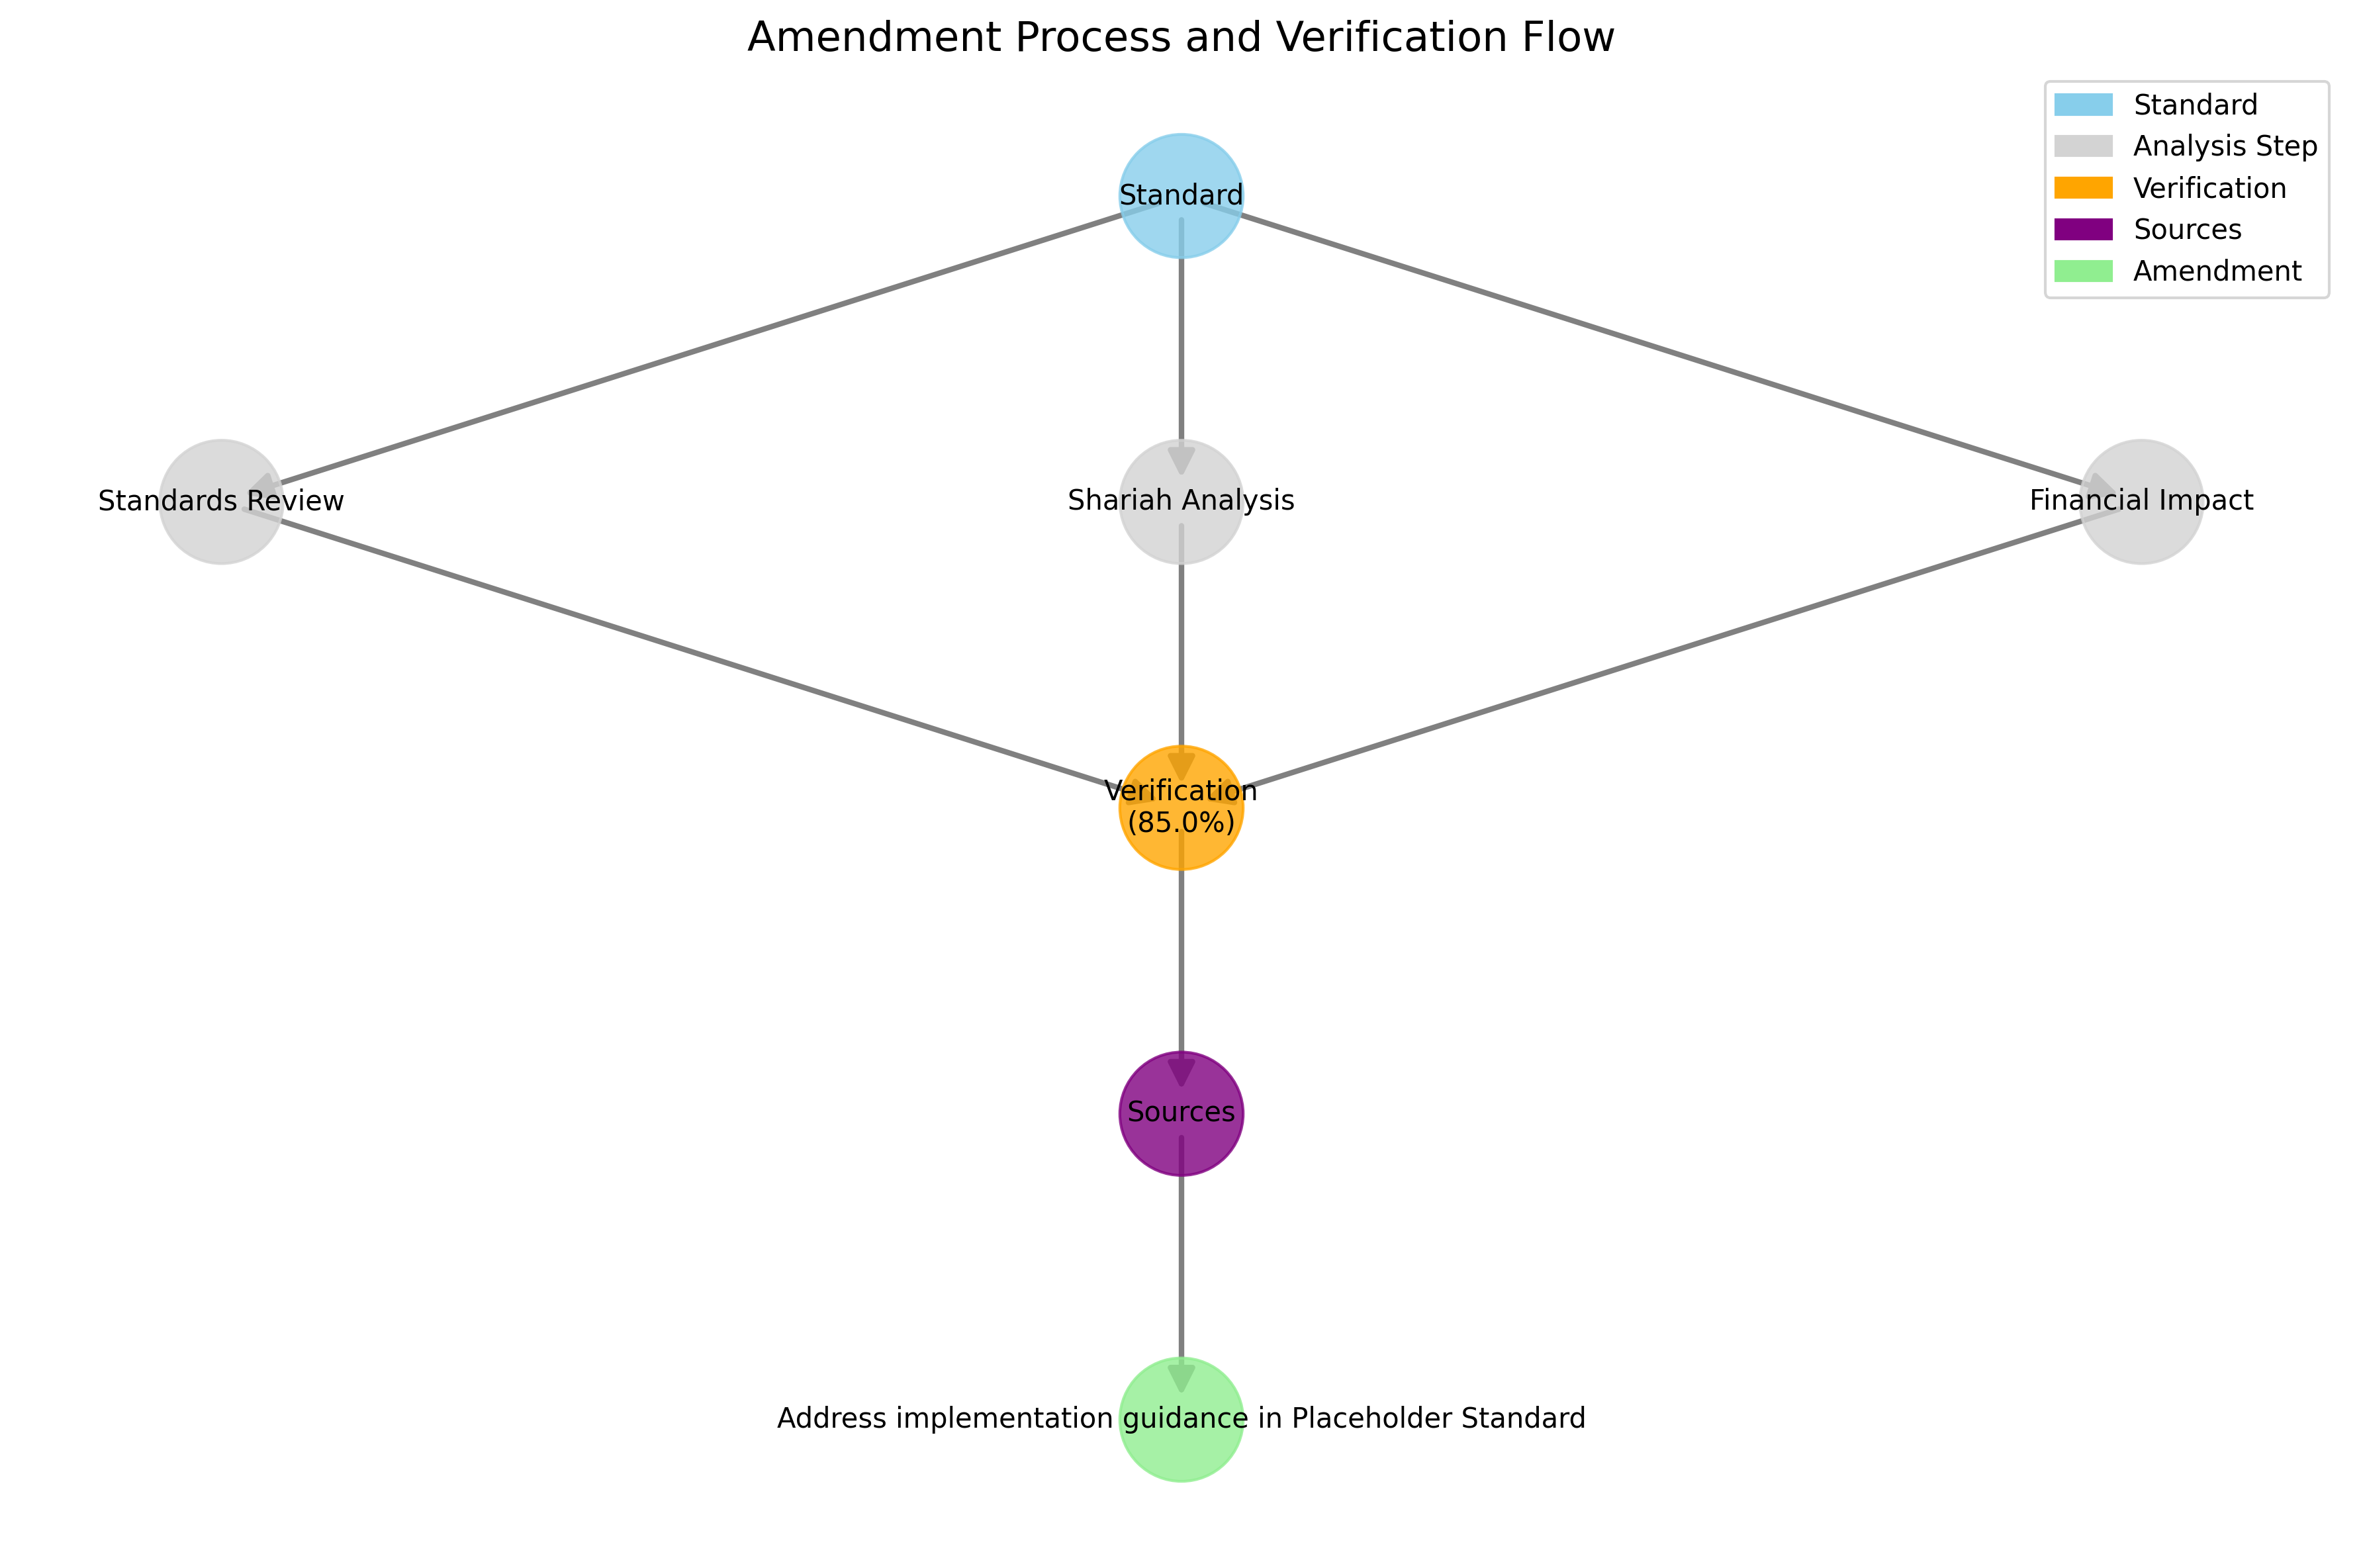 Amendment Process and Verification Flow
Standard
Analysis Step
Verification
Sources
Amendment
Standard
Standards Review
Shariah Analysis
Financial Impact
Verification
(85.0%)
Sources
Address implementation guidance in Placeholder Standard